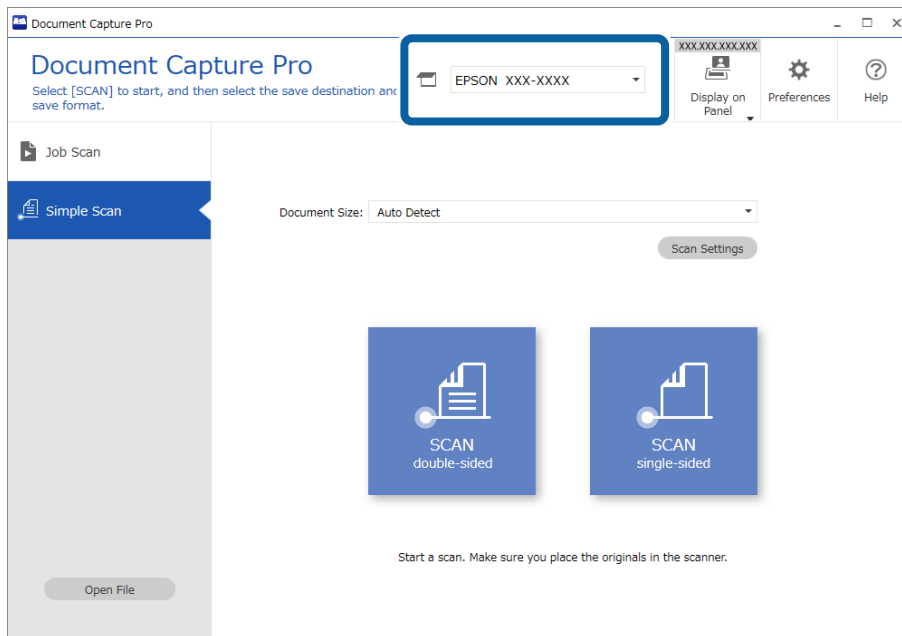 Document Capture Pro
Document Capture Pro
Select [SCAN] to start, and then select the save destination and
save format.
EPSON XXX-XXXX
XXX.XXX.XXX.XXX
Display on
Panel
Preferences
Help
Job Scan
Simple Scan
Document Size:
Auto Detect
Scan Settings
SCAN
double-sided
SCAN
single-sided
Start a scan. Make sure you place the originals in the scanner.
Open File